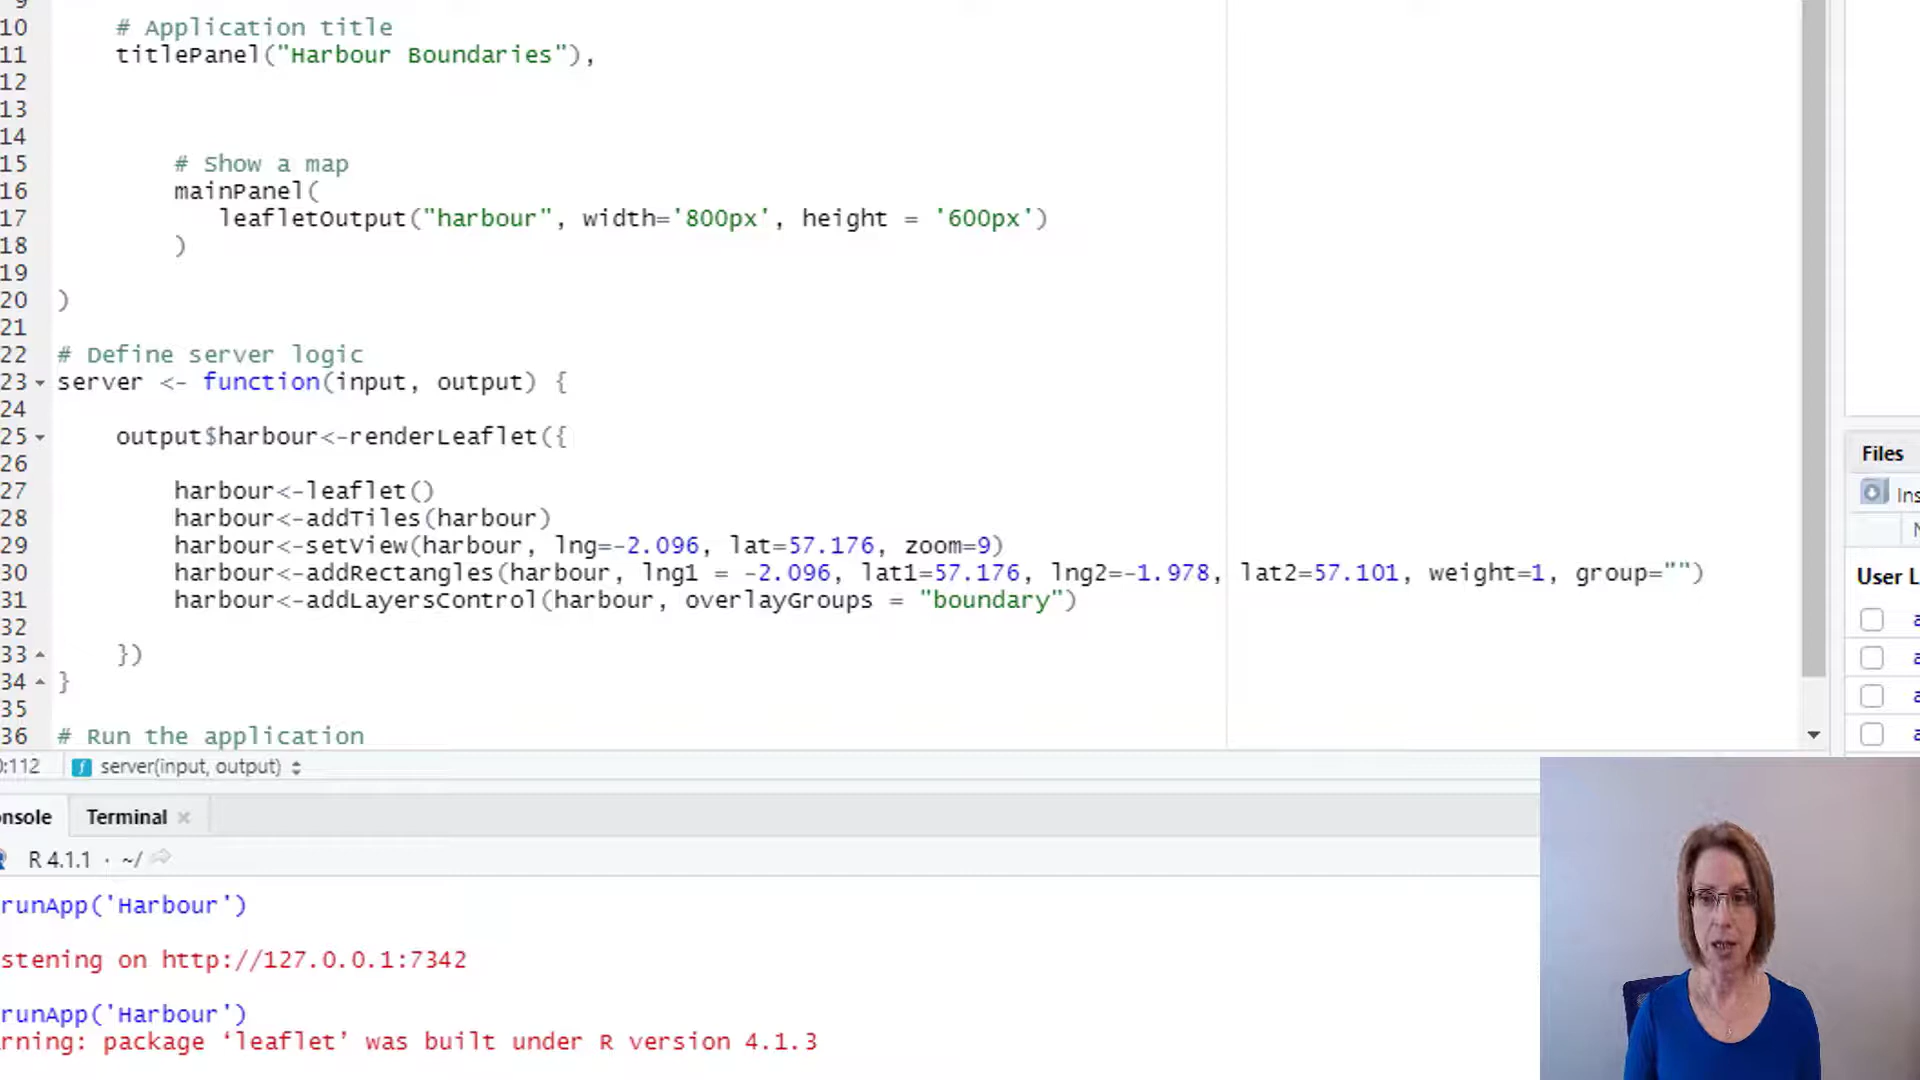 9
10 # Application title
11 titlePanel("Harbour Boundaries"),
12
13
14
15 # Show a map
16 mainPanel(
17 leafletOutput("harbour", width='800px', height = '600px')
18 )
19
20 )
21
22 # Define server logic
23 server <- function(input, output) {
24
25 output$harbour<-renderLeaflet({
26
27 harbour<-leaflet()
28 harbour<-addTiles(harbour)
29 harbour<-setView(harbour, lng=-2.096, lat=57.176, zoom=9)
30 harbour<-addRectangles(harbour, lng1 = -2.096, lat1=57.176, lng2=-1.978, lat2=57.101, weight=1, group="")
31 harbour<-addLayersControl(harbour, overlayGroups = "boundary")
32
33 })
34 }
35
36 # Run the application
:112 server(input, output)
onsole Terminal
R 4.1.1 · ~/
runApp('Harbour')
stening on http://127.0.0.1:7342
runApp('Harbour')
rning: package ‘leaflet’ was built under R version 4.1.3
Files
Ins
N
User L
a
a
a
a